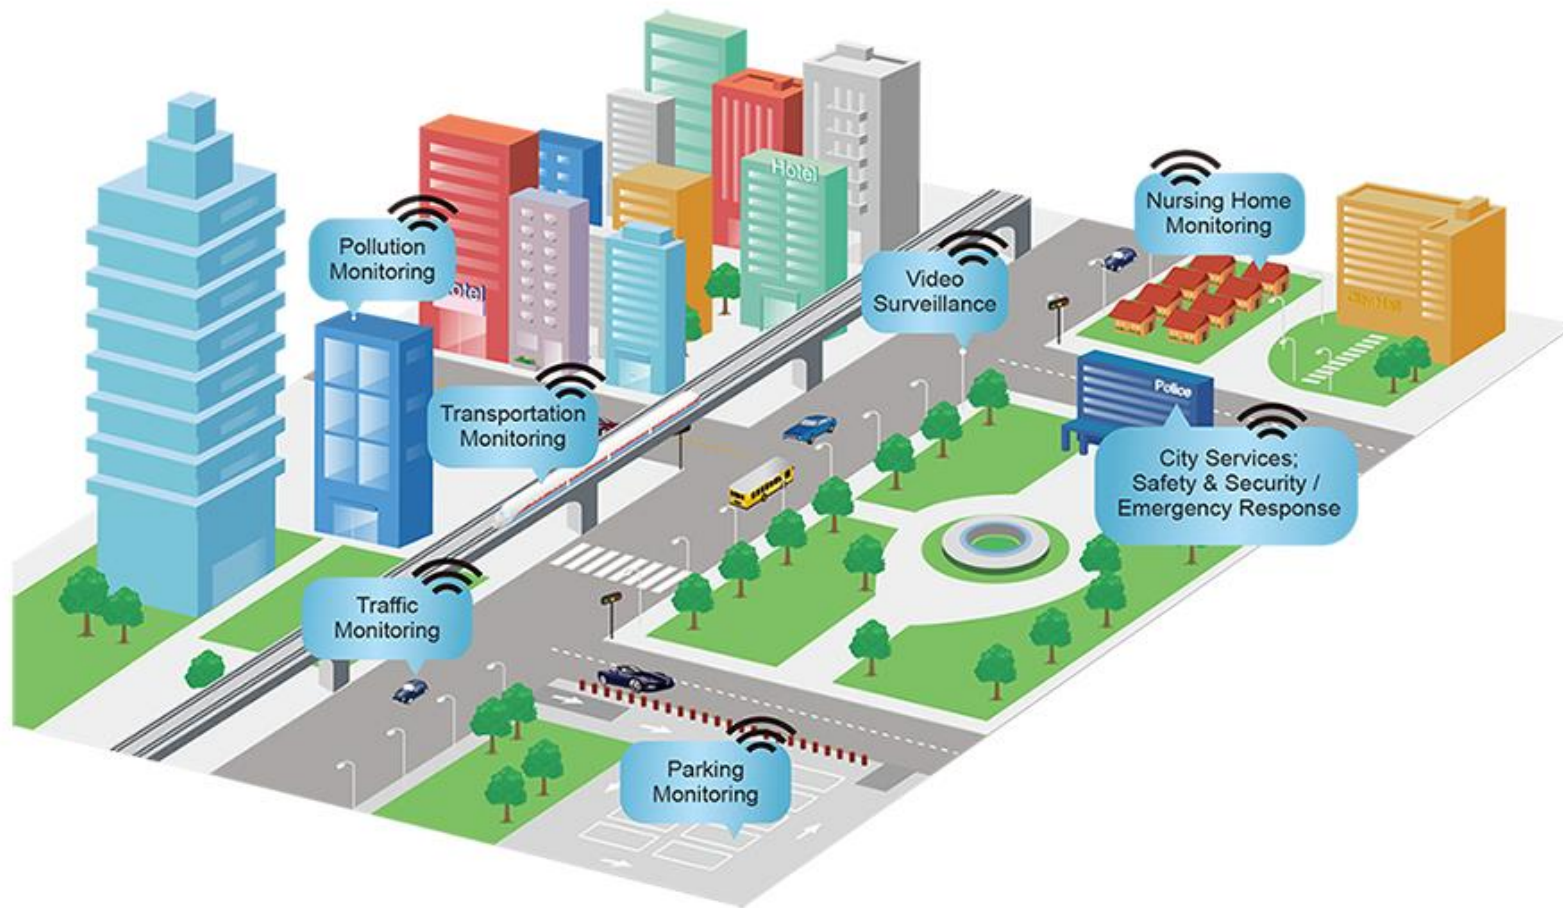 Hotel
Nursing Home
Monitoring
Pollution
Monitoring
Video
Surveillance
Police
Transportation
Monitoring
City Services;
Safety & Security /
Emergency Response
Traffic
Monitoring
Parking
Monitoring